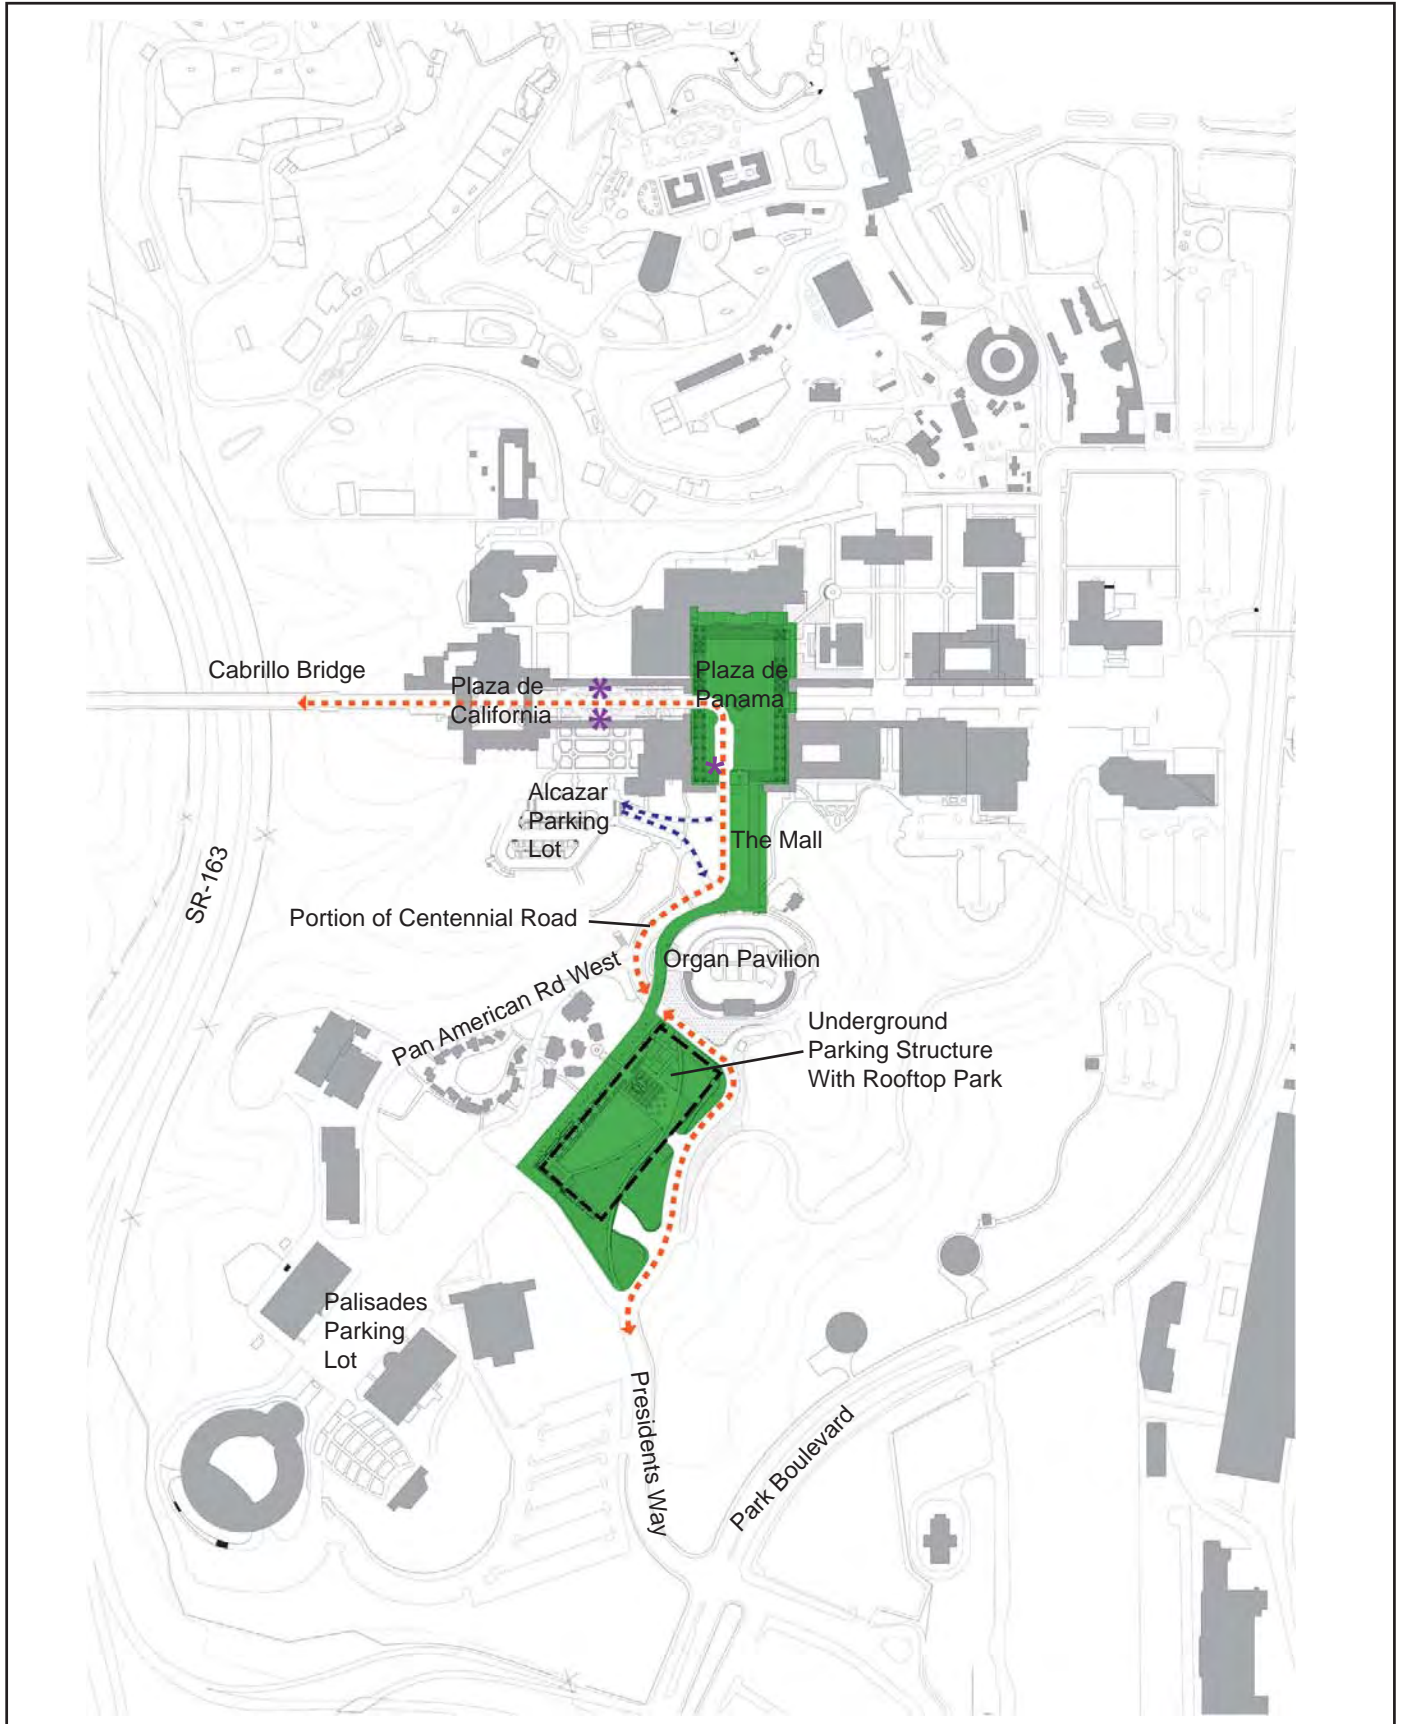 Cabrillo Bridge
Plaza de
California
Plaza de
Panama
Alcazar
Parking
Lot
The Mall
SR-163
Portion of Centennial Road
Organ Pavilion
Pan American Rd West
Underground
Parking Structure
With Rooftop Park
Palisades
Parking
Lot
Presidents Way
Park Boulevard